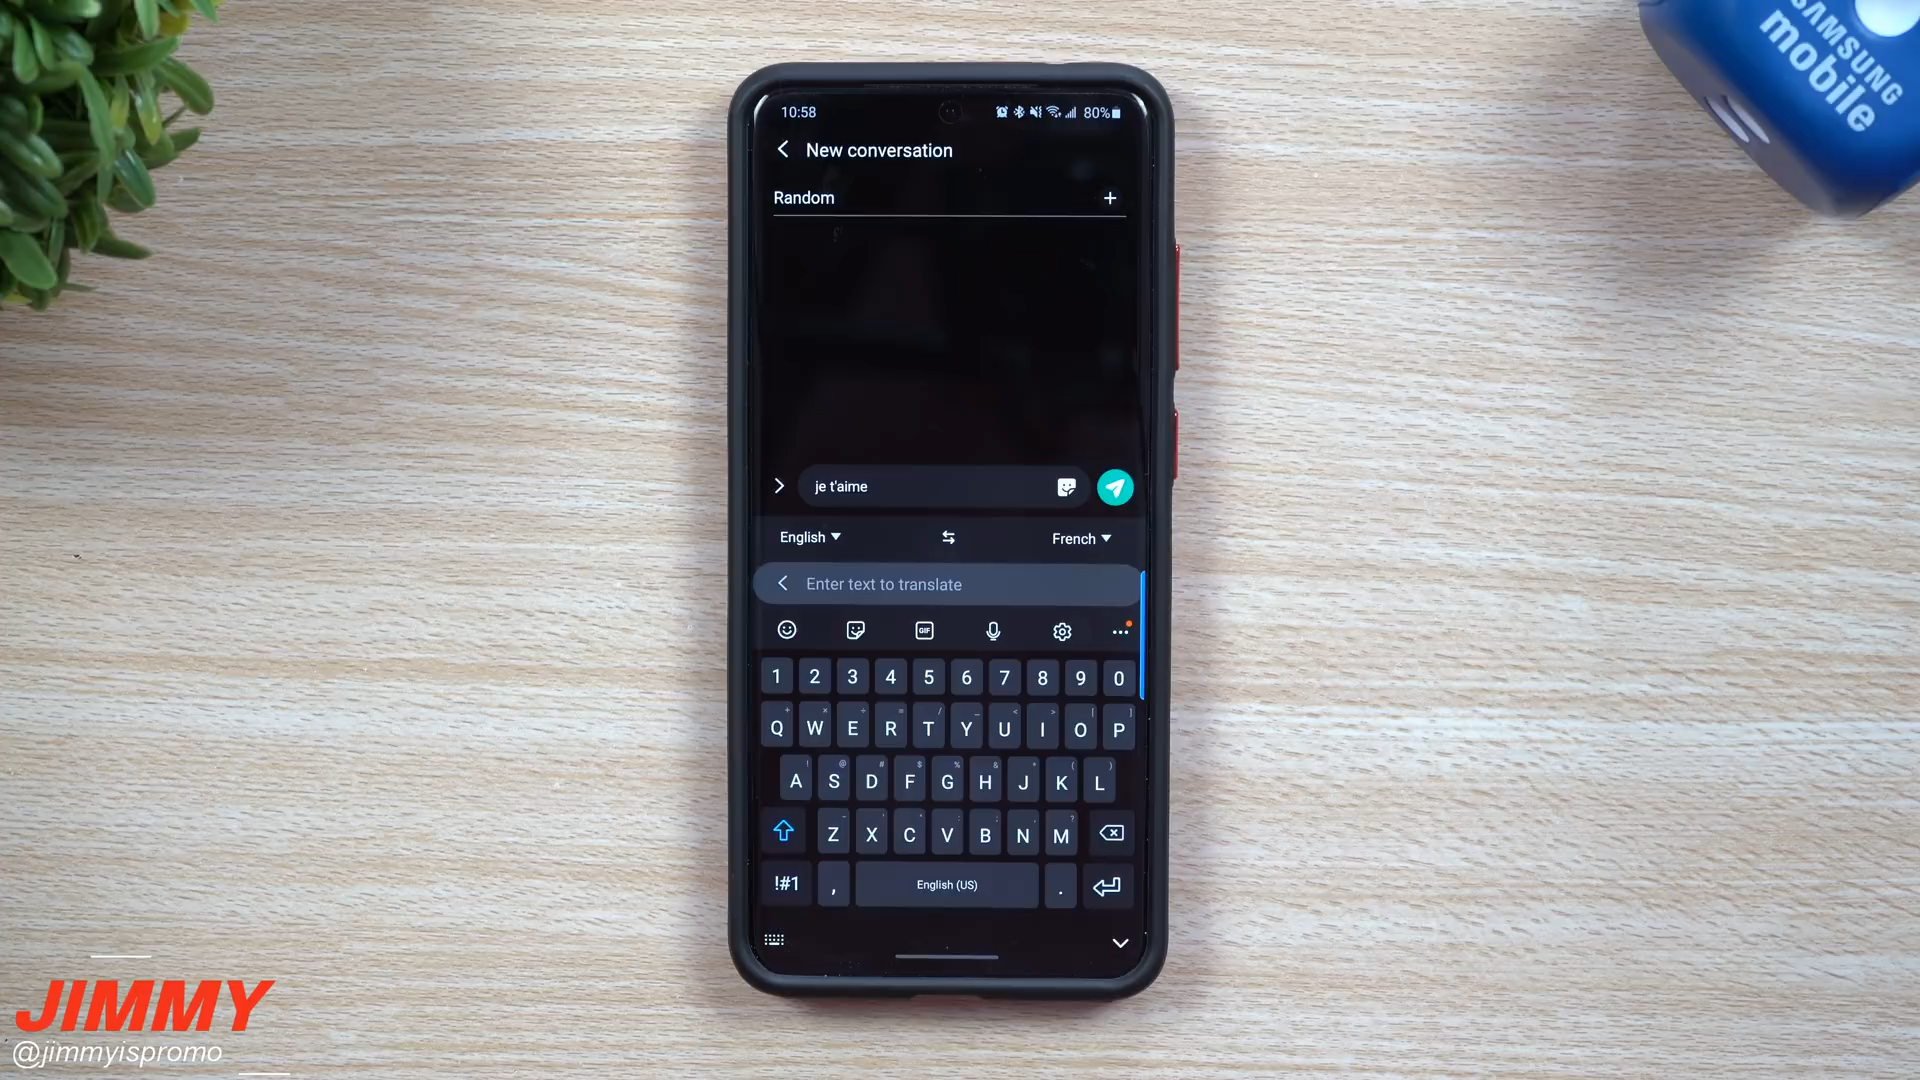 SAMSUNG
mobile
10:58
80%
New conversation
Random
+
je t'aime
English
French
Enter text to translate
GIF
1 2 3 4 5 6 7 8 9 0
Q W E R T Y U I O P
A S D F G H J K L
Z X C V B N M
!#1 , English (US) .
JIMMY
@jimmyispromo